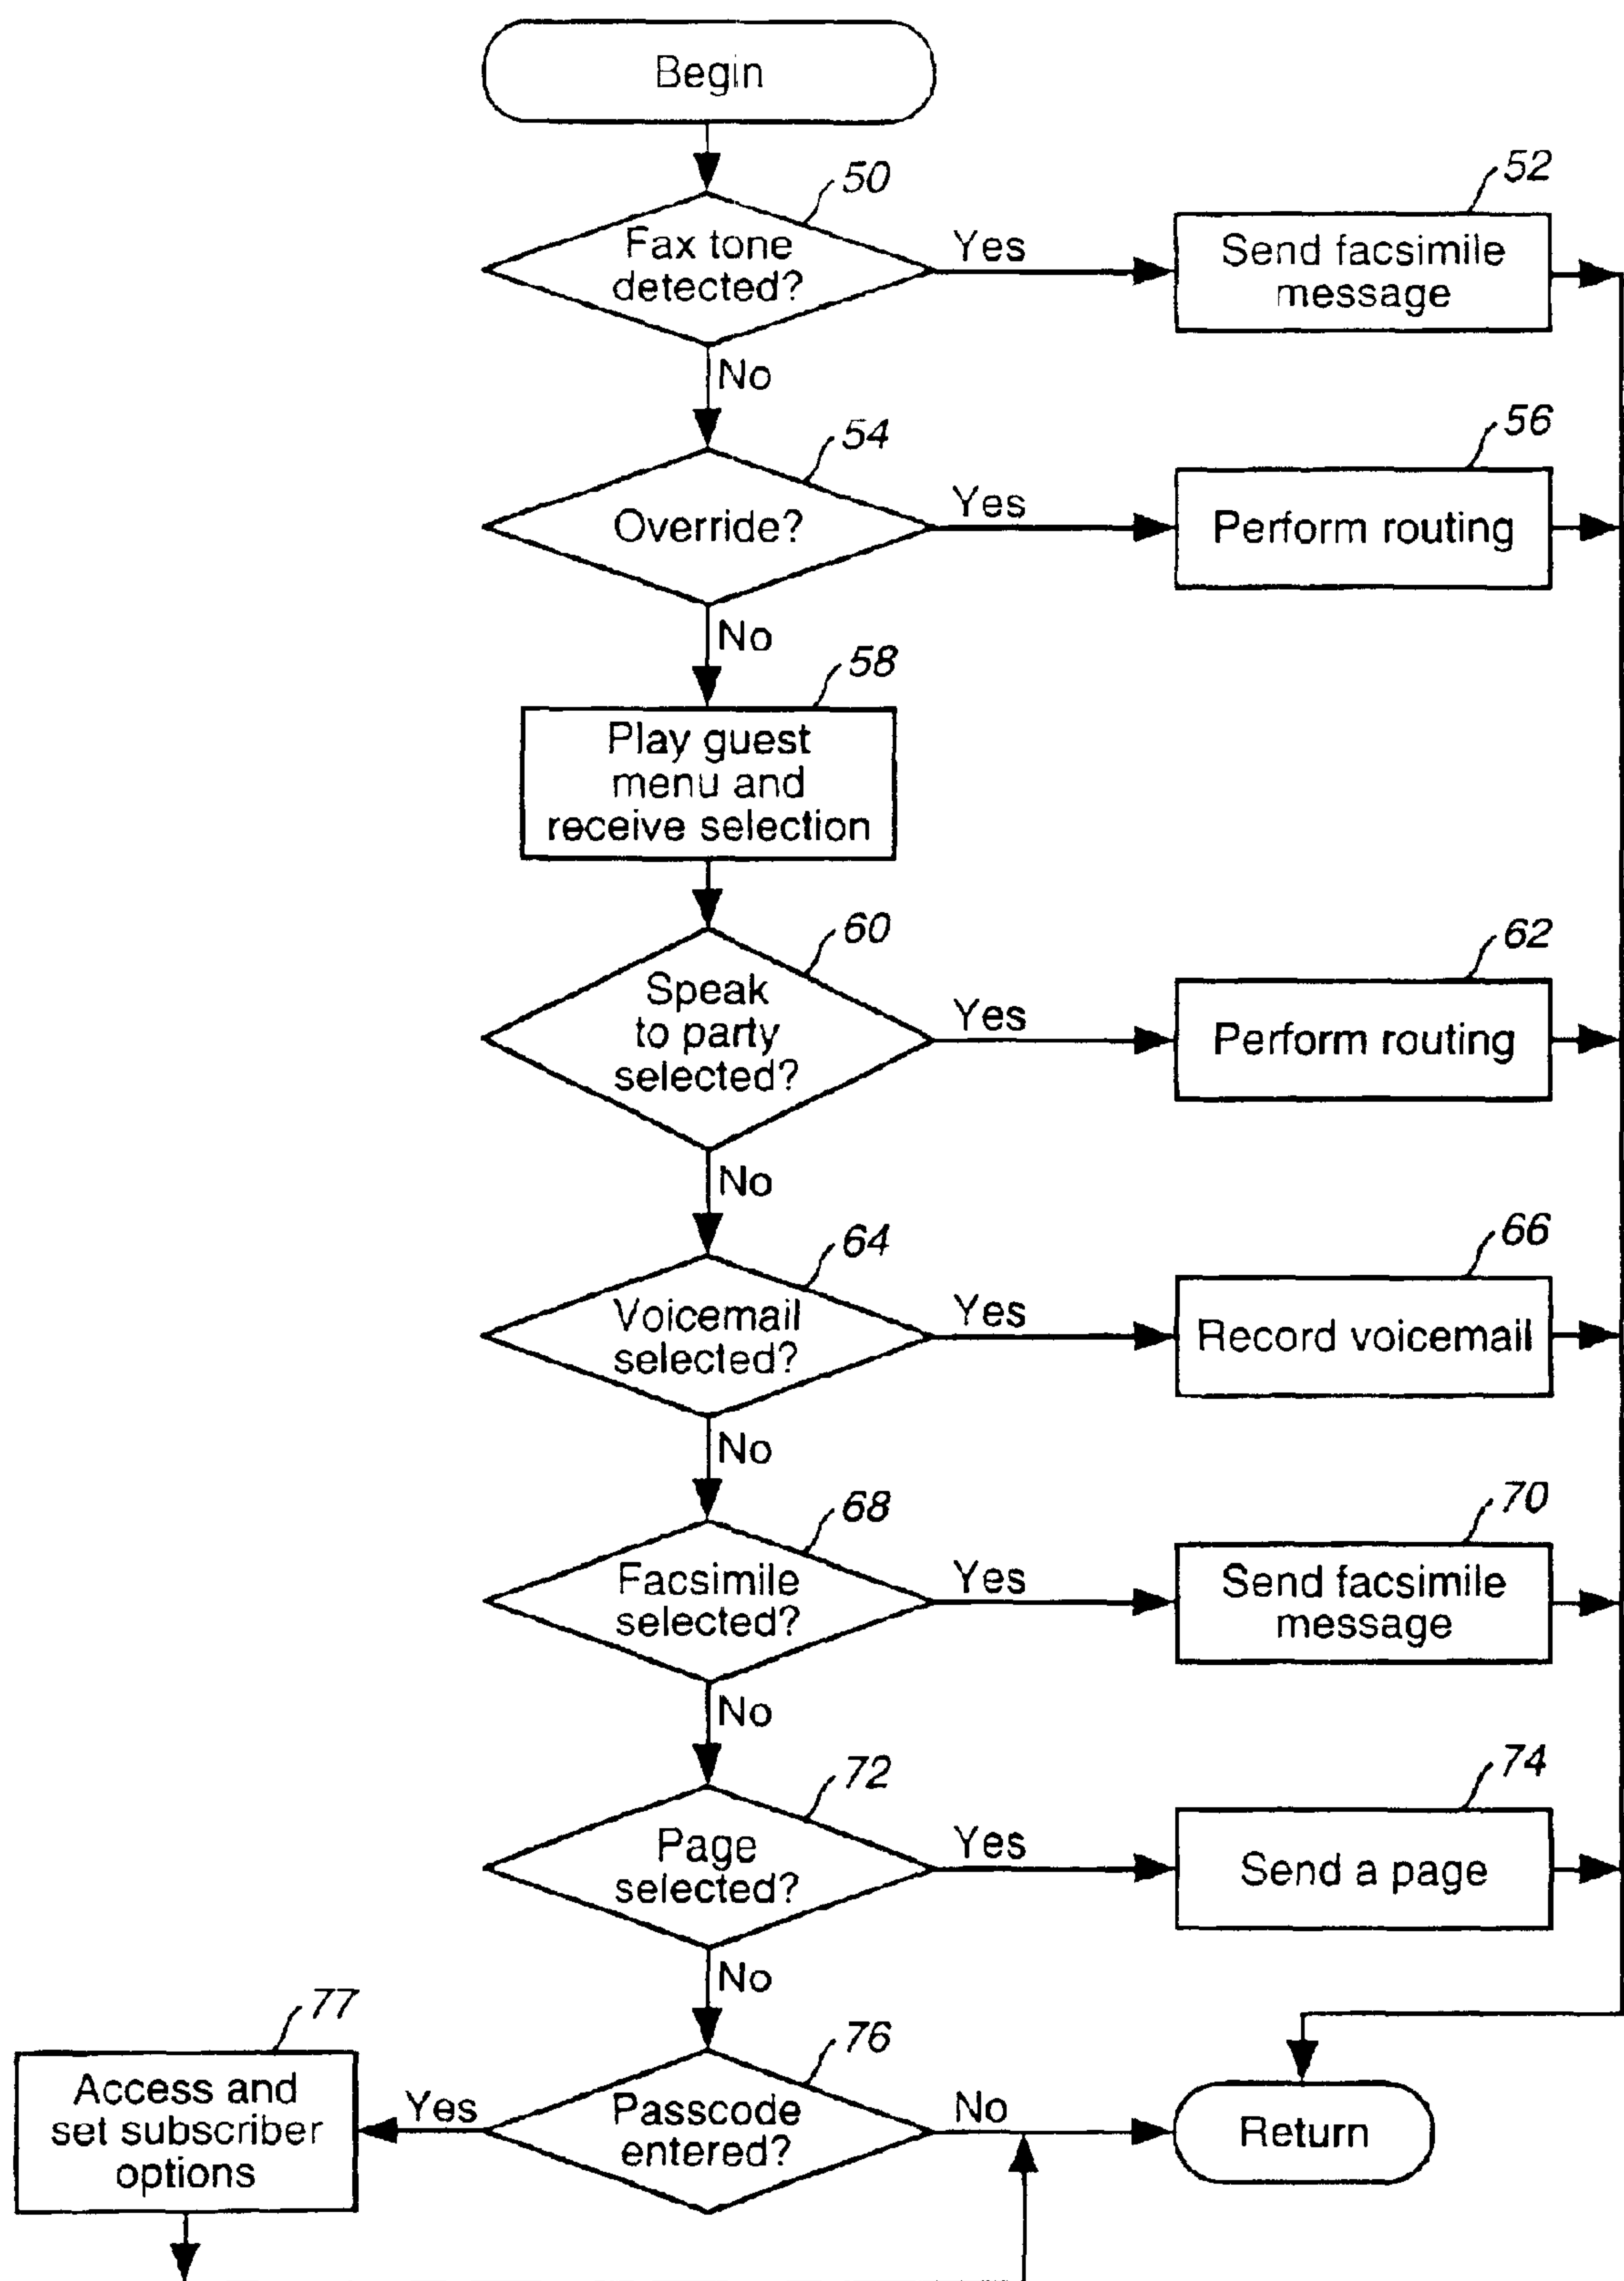 Begin
50
Fax tone
detected?
Yes
52
Send facsimile
message
No
54
Override?
Yes
56
Perform routing
No
58
Play guest
menu and
receive selection
60
Speak
to party
selected?
Yes
62
Perform routing
No
64
Voicemail
selected?
Yes
66
Record voicemail
No
68
Facsimile
selected?
Yes
70
Send facsimile
message
No
72
Page
selected?
Yes
74
Send a page
No
77
Access and
set subscriber
options
Yes
76
Passcode
entered?
No
Return